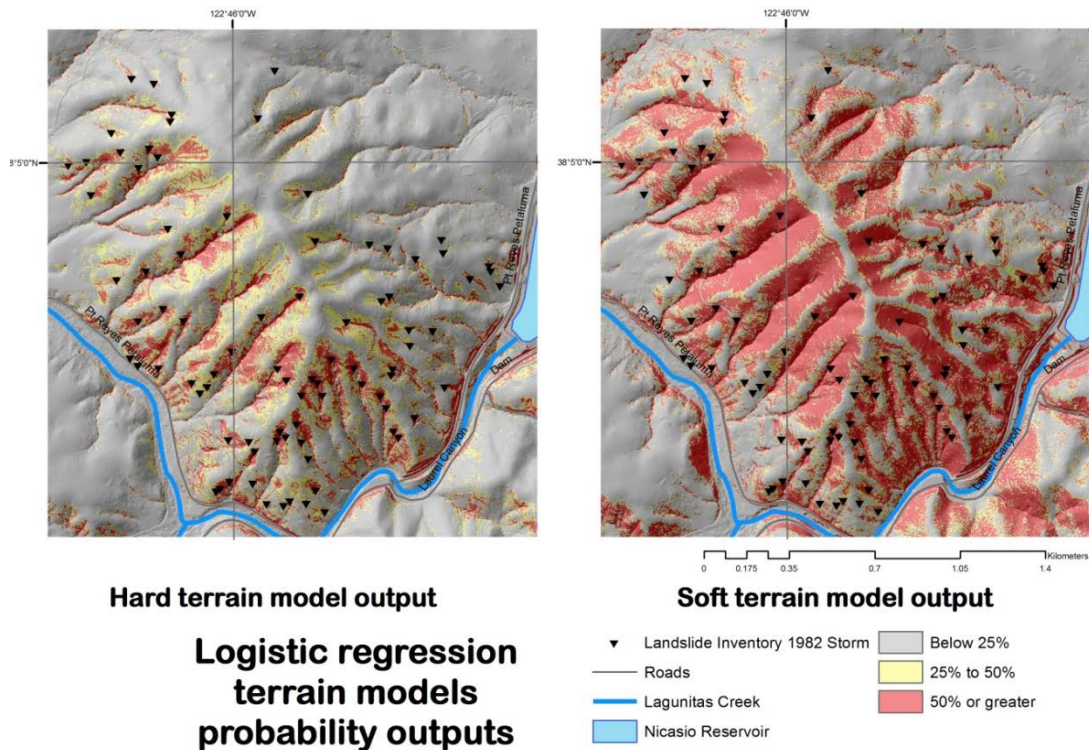 122°46'0"W
122°46'0"W
8°5'0"N
38°5'0"N
Pt Reyes Petaluma
Pt Reyes Petaluma
Pt Reyes Petaluma
Pt Reyes Petaluma
Dam
Dam
Laurel Canyon
Laurel Canyon
Kilometers
0 0.175 0.35 0.7 1.05 1.4
Hard terrain model output
Soft terrain model output
Logistic regression
terrain models
probability outputs
Landslide Inventory 1982 Storm
Roads
Lagunitas Creek
Nicasio Reservoir
Below 25%
25% to 50%
50% or greater